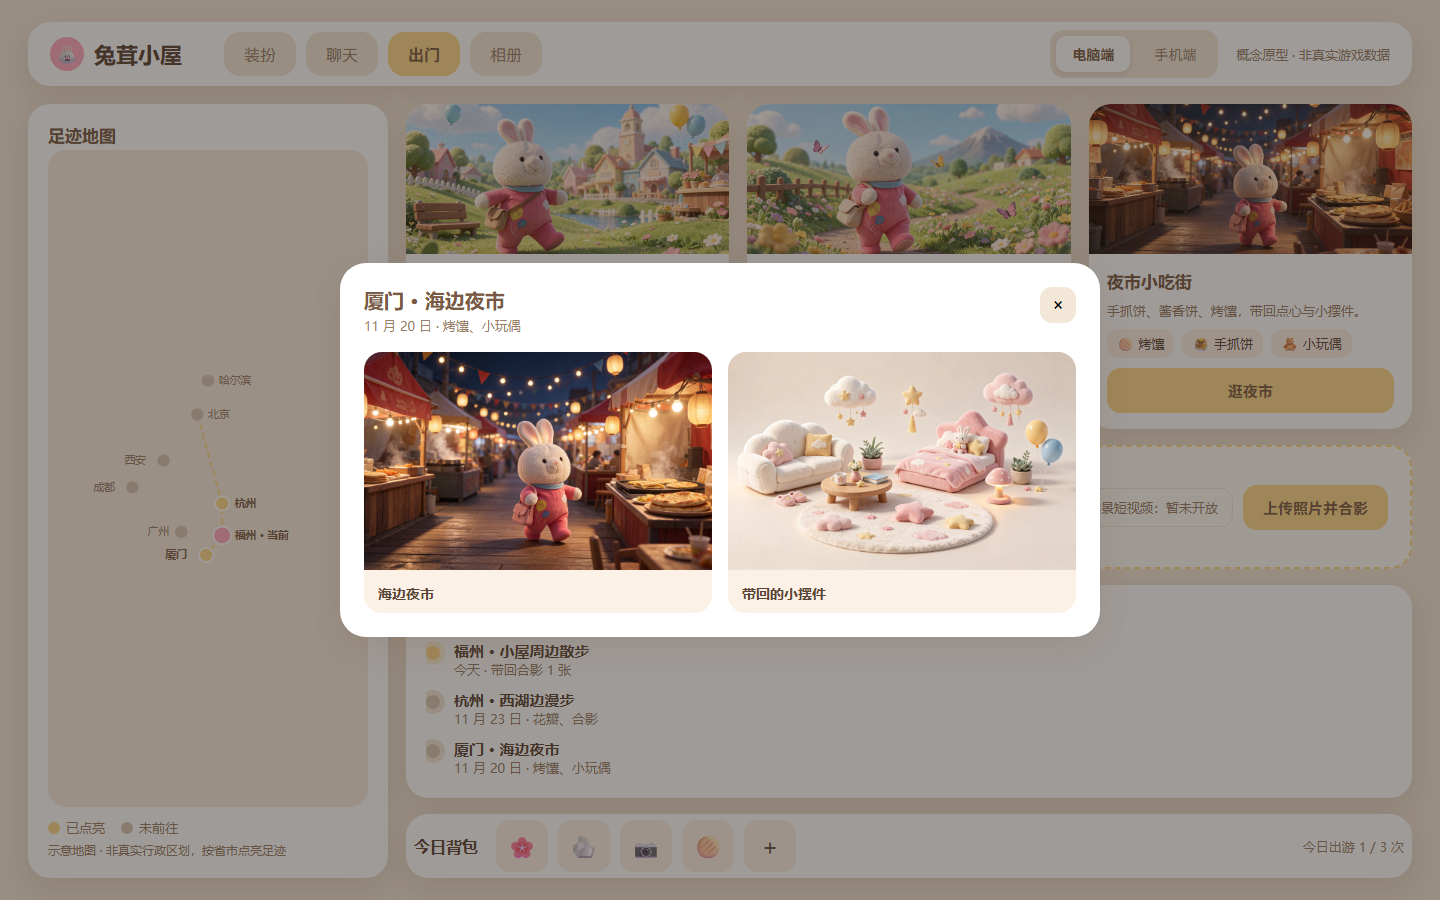 兔茸小屋
装扮
聊天
出门
相册
电脑端
手机端
概念原型 · 非真实游戏数据
足迹地图
哈尔滨
北京
西安
成都
杭州
广州
福州 · 当前
厦门
已点亮
未前往
示意地图 · 非真实行政区划，按省市点亮足迹
夜市小吃街
手抓饼、酱香饼、烤馕，带回点心与小摆件。
烤馕
手抓饼
小玩偶
逛夜市
厦门 · 海边夜市
11 月 20 日 · 烤馕、小玩偶
×
海边夜市
带回的小摆件
景短视频：暂未开放
上传照片并合影
福州 · 小屋周边散步
今天 · 带回合影 1 张
杭州 · 西湖边漫步
11 月 23 日 · 花瓣、合影
厦门 · 海边夜市
11 月 20 日 · 烤馕、小玩偶
今日背包
+
今日出游 1 / 3 次